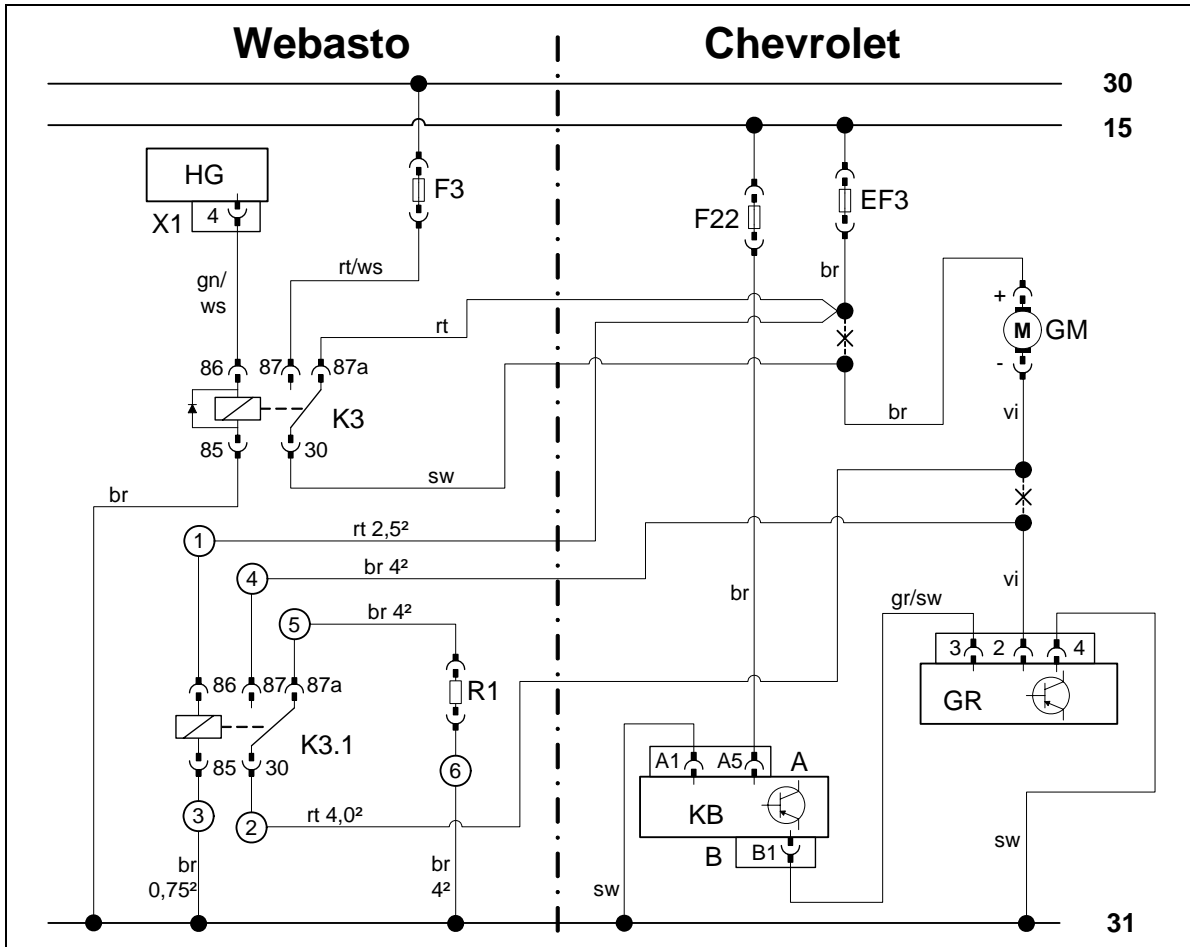 Webasto Chevrolet
30
15
HG
X1 4
F3
F22
EF3
gn/
ws
rt/ws
br
rt
+
M GM
-
86 87 87a
K3
85 30
br
sw
br
vi
1 rt 2,5²
4 br 4²
5 br 4²
br
gr/sw
vi
86 87 87a
R1
3 2 4
GR
K3.1
85 30
6
A1 A5 A
KB
B B1
3
2 rt 4,0²
br
0,75²
br
4²
sw
sw
31